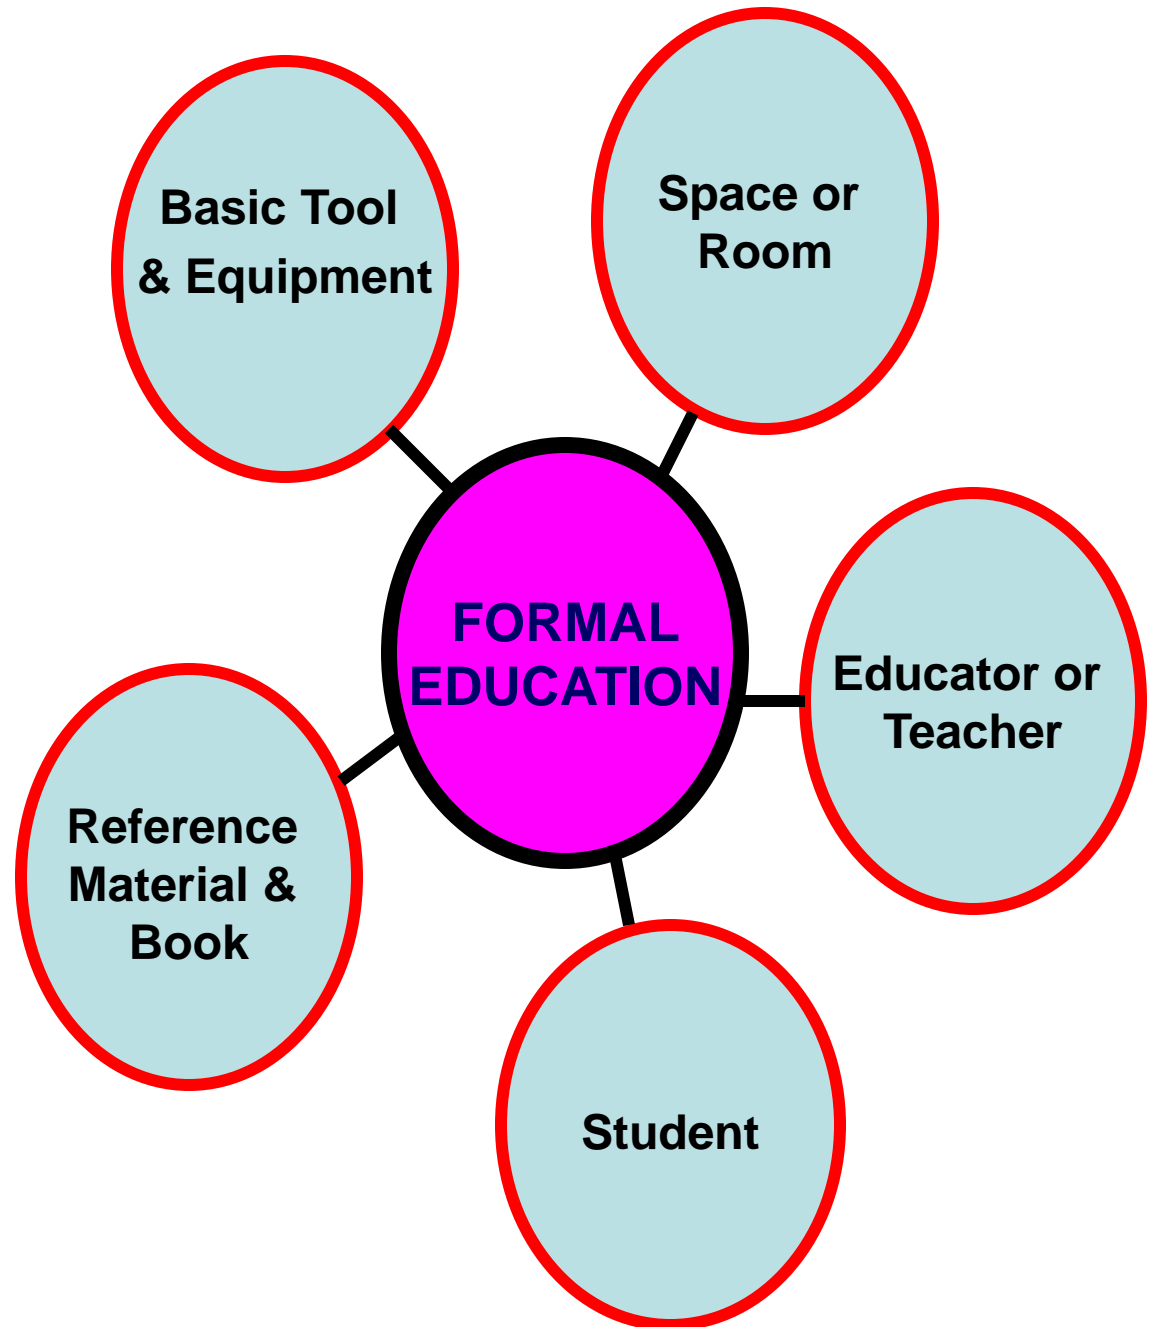 Basic Tool
& Equipment
Space or
Room
FORMAL
EDUCATION
Educator or
Teacher
Reference
Material &
Book
Student